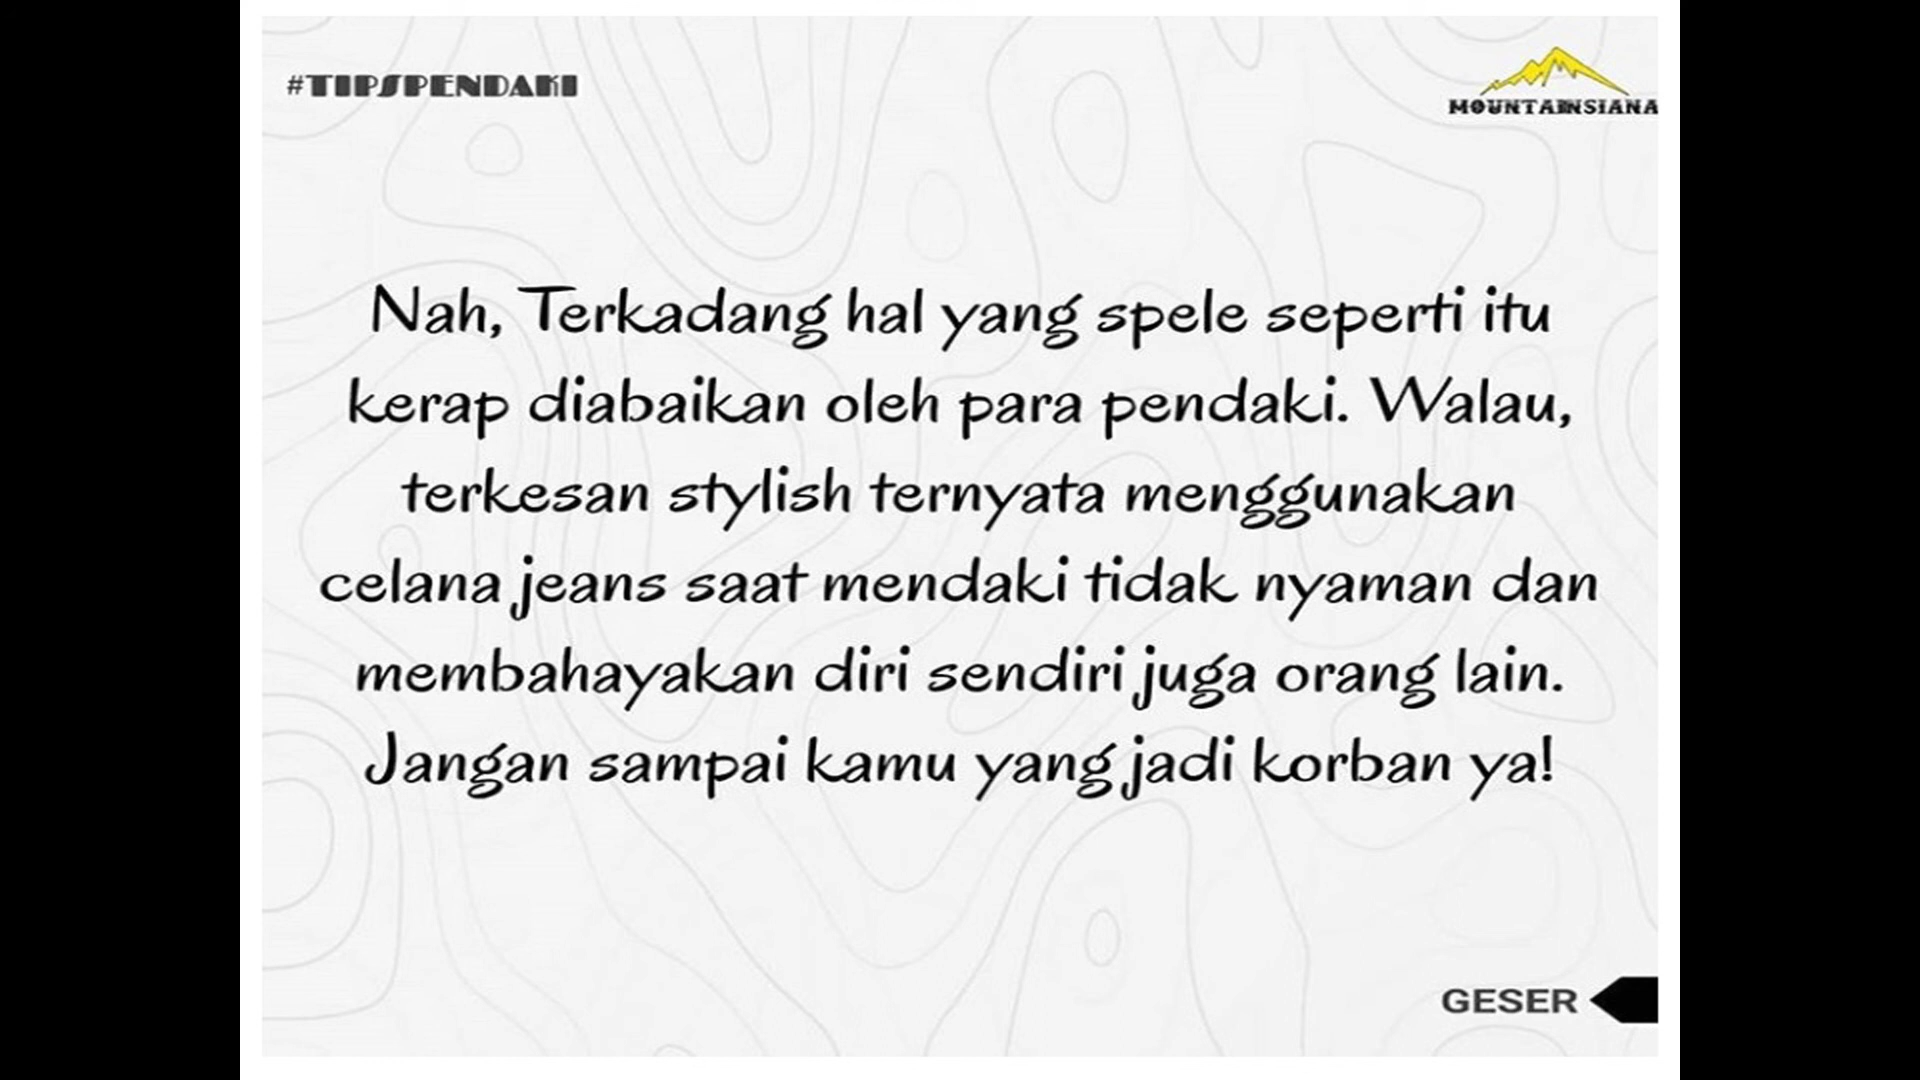 #TIPSPENDAKI
MOUNTAINSIANA
Nah, Terkadang hal yang spele seperti itu
kerap diabaikan oleh para pendaki. Walau,
terkesan stylish ternyata menggunakan
celana jeans saat mendaki tidak nyaman dan
membahayakan diri sendiri juga orang lain.
Jangan sampai kamu yang jadi korban ya!
GESER